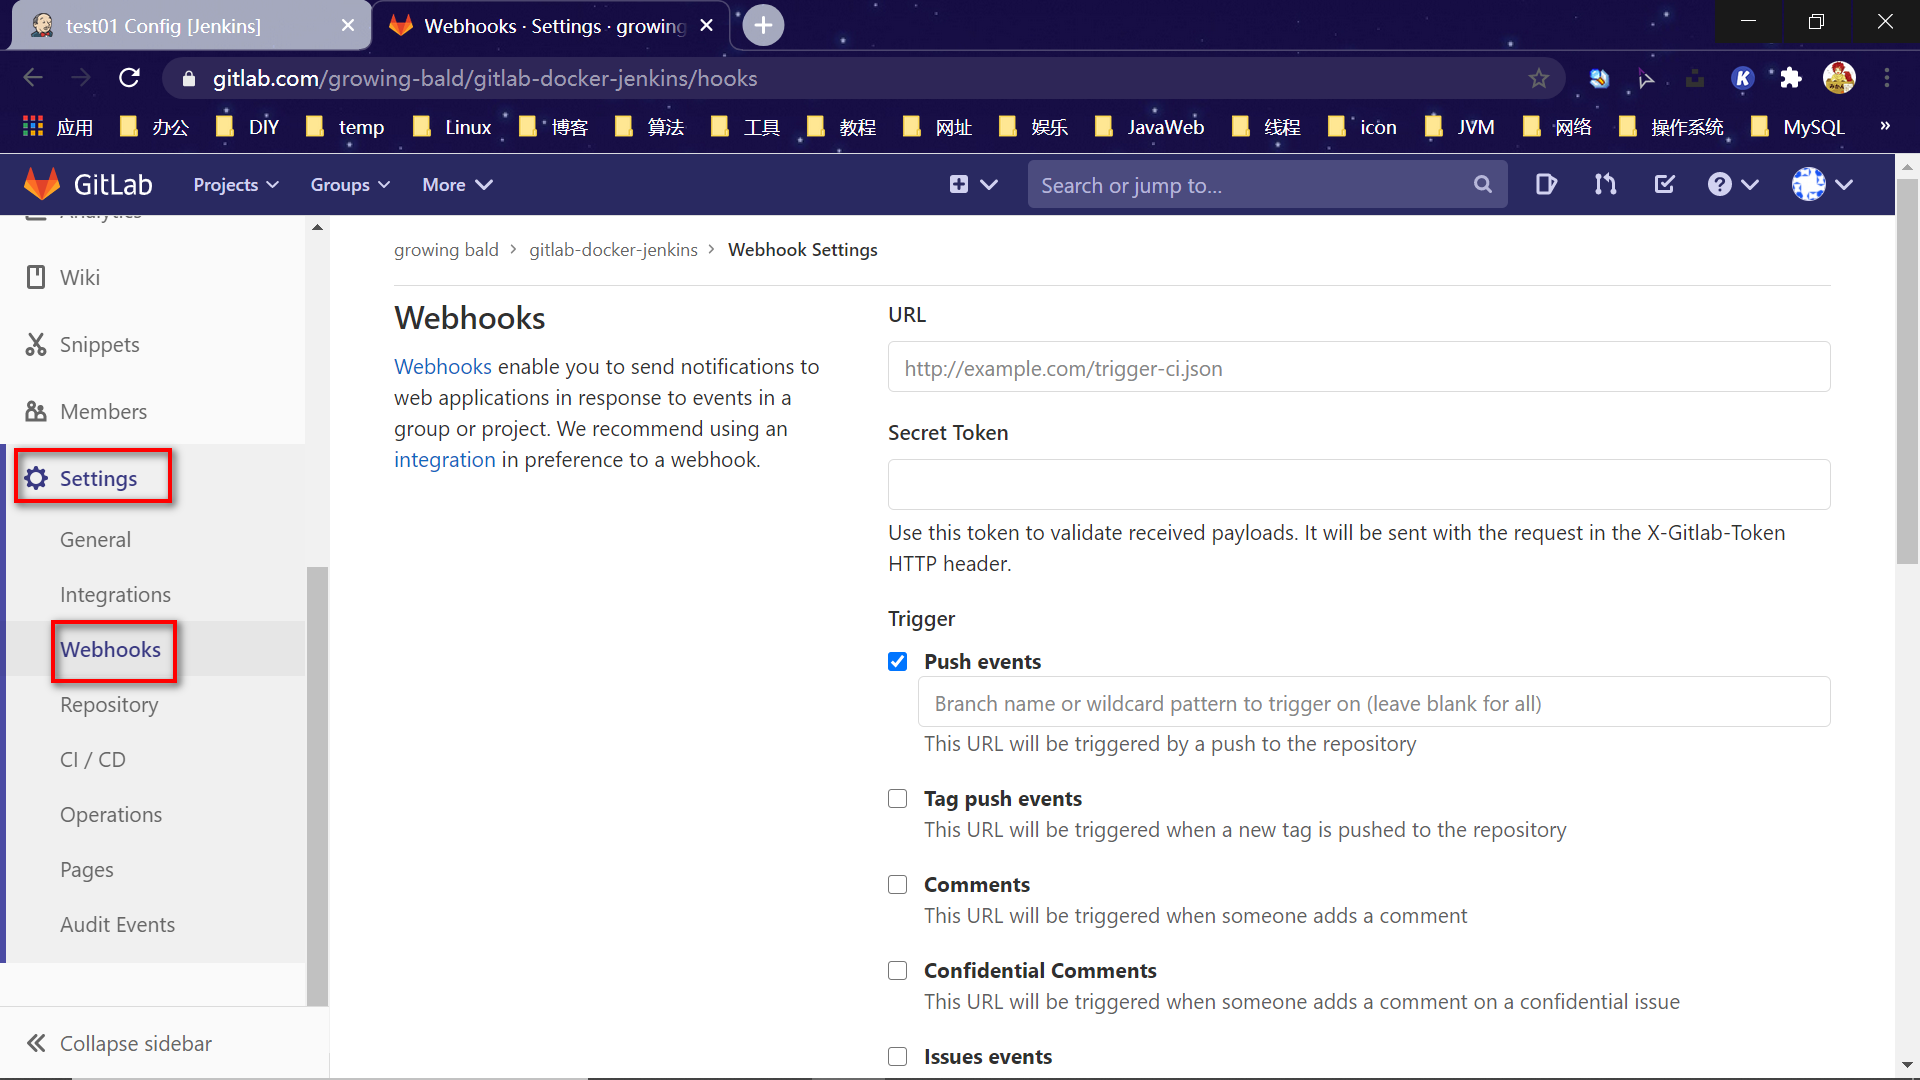 test01 Config [Jenkins]
Webhooks · Settings · growing
gitlab.com/growing-bald/gitlab-docker-jenkins/hooks
K
应用 办公 DIY temp Linux 博客 算法 工具 教程 网址 娱乐 JavaWeb 线程 icon JVM 网络 操作系统 MySQL »
GitLab Projects Groups More Search or jump to...
Analytics
Wiki
Snippets
Members
Settings
General
Integrations
Webhooks
Repository
CI / CD
Operations
Pages
Audit Events
Collapse sidebar
growing bald > gitlab-docker-jenkins > Webhook Settings
Webhooks
Webhooks enable you to send notifications to
web applications in response to events in a
group or project. We recommend using an
integration in preference to a webhook.
URL
http://example.com/trigger-ci.json
Secret Token
Use this token to validate received payloads. It will be sent with the request in the X-Gitlab-Token
HTTP header.
Trigger
Push events
Branch name or wildcard pattern to trigger on (leave blank for all)
This URL will be triggered by a push to the repository
Tag push events
This URL will be triggered when a new tag is pushed to the repository
Comments
This URL will be triggered when someone adds a comment
Confidential Comments
This URL will be triggered when someone adds a comment on a confidential issue
Issues events